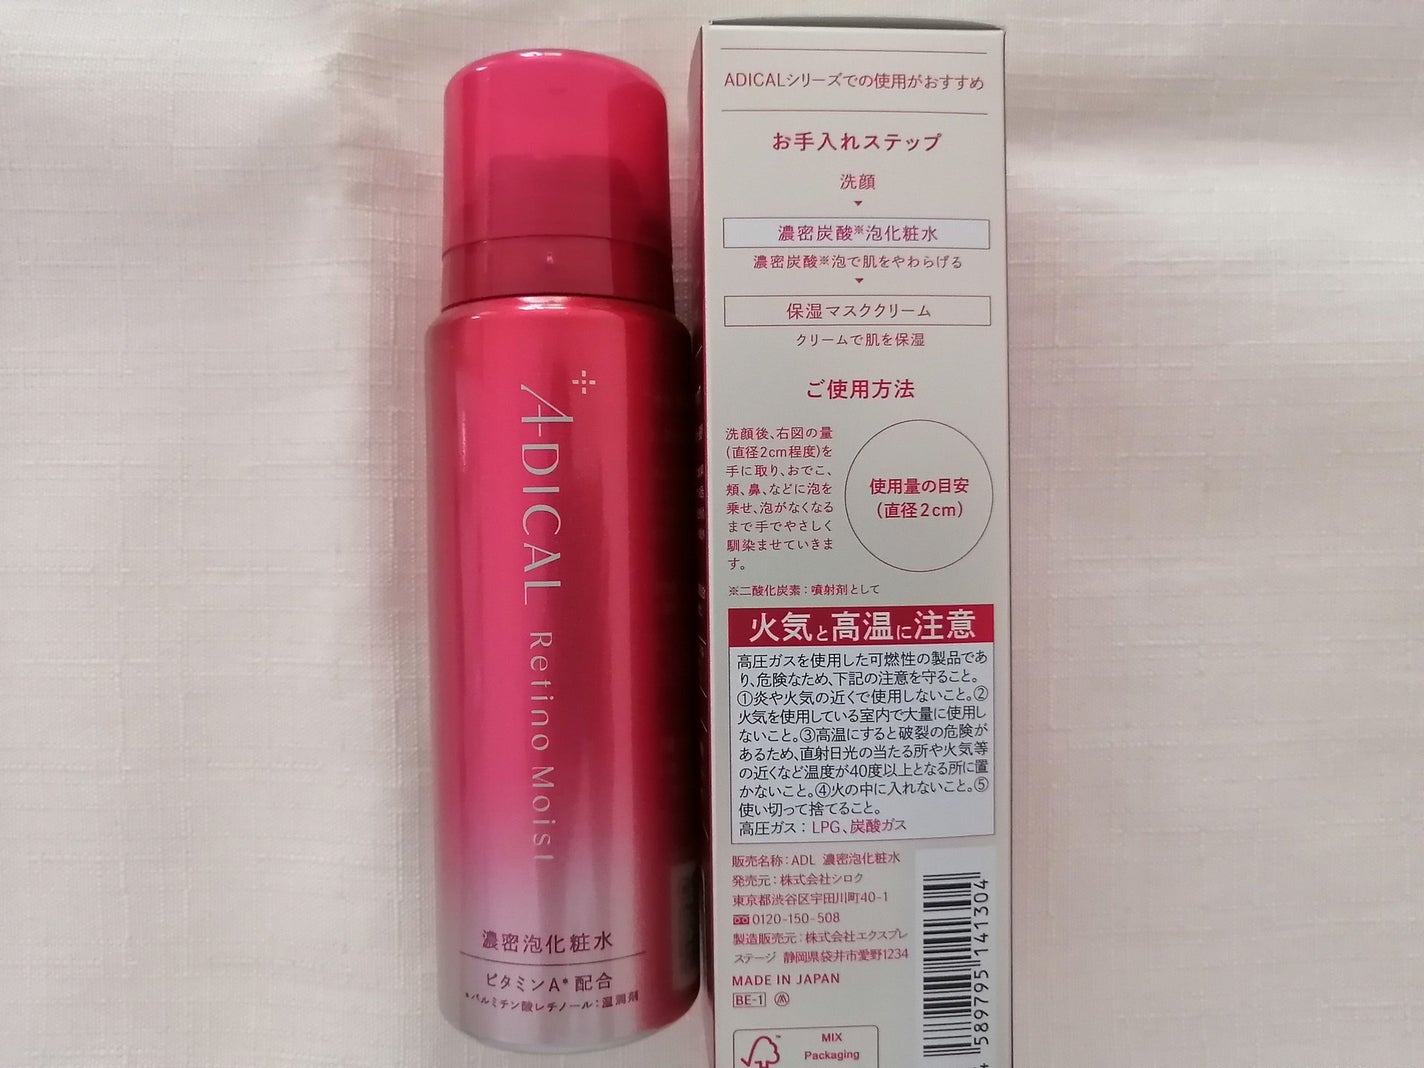 ADICAL
Retino Moist
濃密泡化粧水
ビタミンA*配合
*パルミチン酸レチノール:湿潤剤
ADICALシリーズでの使用がおすすめ
お手入れステップ
洗顔
濃密炭酸※泡化粧水
濃密炭酸※泡で肌をやわらげる
保湿マスククリーム
クリームで肌を保湿
ご使用方法
洗顔後、右図の量
(直径2cm程度)を
手に取り、おでこ、
頬、鼻、などに泡を
乗せ、泡がなくなる
まで手でやさしく
馴染ませていきま
す。
使用量の目安
(直径2cm)
※二酸化炭素:噴射剤として
火気と高温に注意
高圧ガスを使用した可燃性の製品であ
り、危険なため、下記の注意を守ること。
①炎や火気の近くで使用しないこと。②
火気を使用している室内で大量に使用し
ないこと。③高温にすると破裂の危険が
あるため、直射日光の当たる所や火気等
の近くなど温度が40度以上となる所に置
かないこと。④火の中に入れないこと。⑤
使い切って捨てること。
高圧ガス:LPG、炭酸ガス
販売名称:ADL 濃密泡化粧水
発売元:株式会社シロク
東京都渋谷区宇田川町40-1
0120-150-508
製造販売元:株式会社エクスプレ
ステージ 静岡県袋井市愛野1234
MADE IN JAPAN
BE-1
4 589795 141304
MIX
Packaging